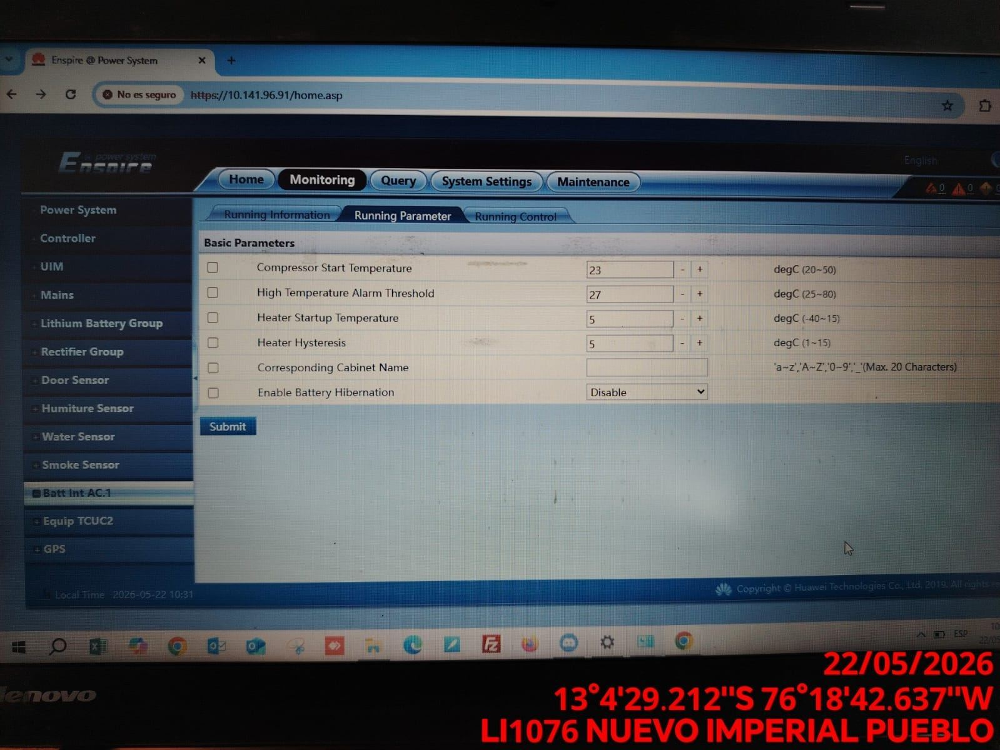 Enspire @ Power System
No es seguro https://10.141.96.91/home.asp
power system
Enspire
English
Home Monitoring Query System Settings Maintenance
0 0
Running Information Running Parameter Running Control
Power System
Controller
UIM
Mains
Lithium Battery Group
Rectifier Group
Door Sensor
Humiture Sensor
Water Sensor
Smoke Sensor
Batt Int AC.1
Equip TCUC2
GPS
Basic Parameters
Compressor Start Temperature 23 - + degC (20~50)
High Temperature Alarm Threshold 27 - + degC (25~80)
Heater Startup Temperature 5 - + degC (-40~15)
Heater Hysteresis 5 - + degC (1~15)
Corresponding Cabinet Name 'a~z','A~Z','0~9','_'(Max. 20 Characters)
Enable Battery Hibernation Disable
Submit
Local Time 2026-05-22 10:31
Copyright © Huawei Technologies Co., Ltd. 2019. All rights
ESP
lenovo
22/05/2026
13°4'29.212"S 76°18'42.637"W
LI1076 NUEVO IMPERIAL PUEBLO